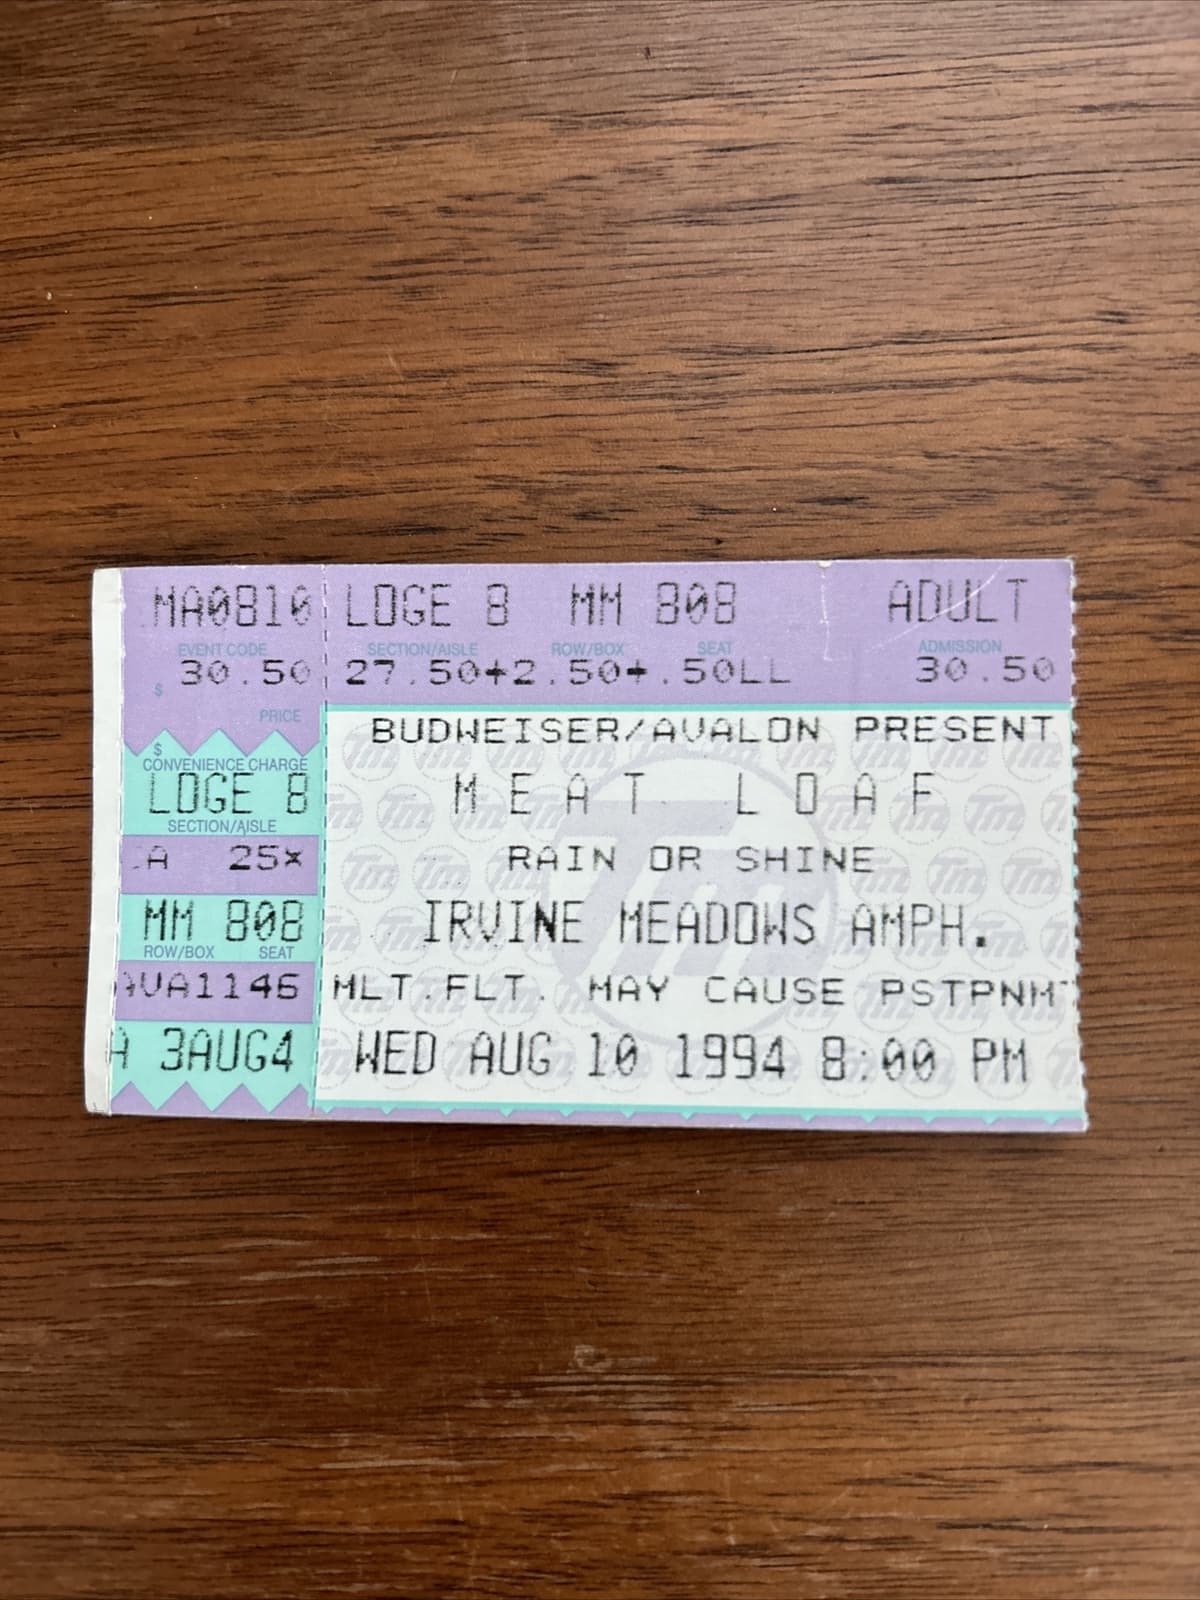 MA0810
EVENT CODE
$ 30.50
PRICE
$
CONVENIENCE CHARGE
LOGE 8
SECTION/AISLE
A 25×
MM 808
ROW/BOX SEAT
AVA1146
A 3AUG4
LOGE 8 MM 808 ADULT
SECTION/AISLE ROW/BOX SEAT ADMISSION
27.50+2.50+.50LL 30.50
BUDWEISER/AVALON PRESENT
MEAT LOAF
RAIN OR SHINE
IRVINE MEADOWS AMPH.
MLT.FLT. MAY CAUSE PSTPNMT
WED AUG 10 1994 8:00 PM
Tm